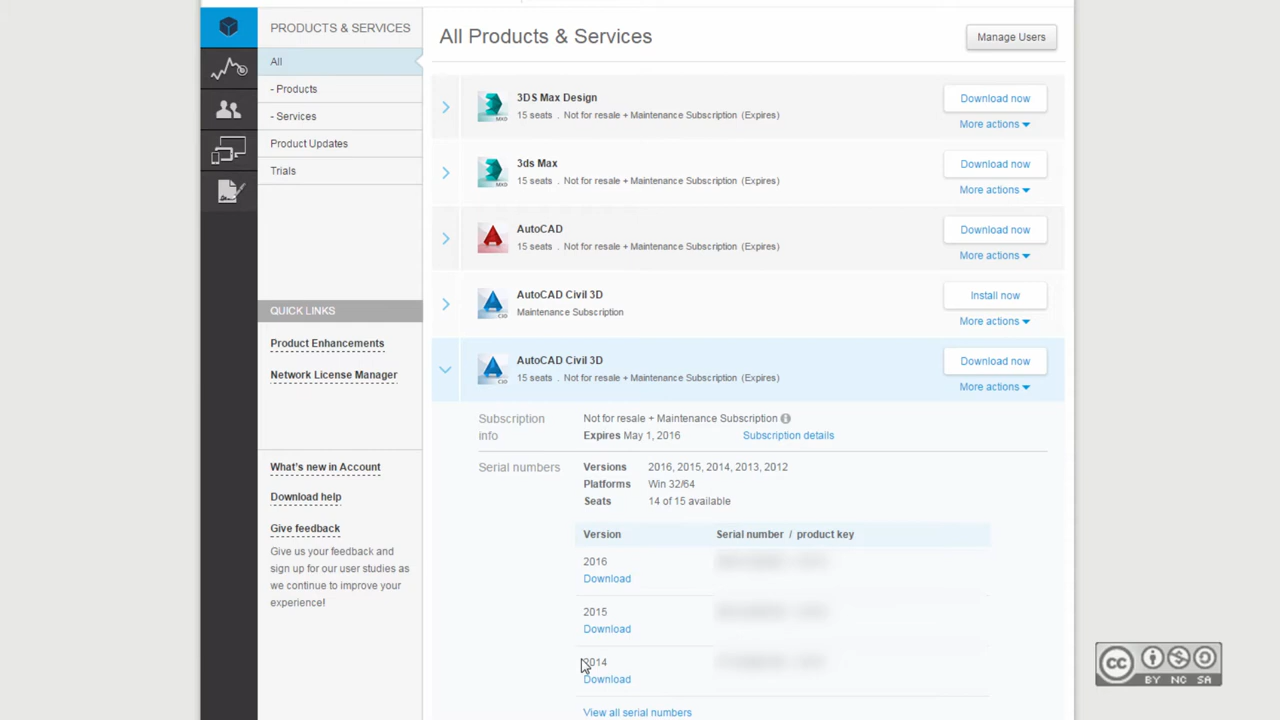 PRODUCTS & SERVICES
All
- Products
- Services
Product Updates
Trials
QUICK LINKS
Product Enhancements
Network License Manager
What's new in Account
Download help
Give feedback
Give us your feedback and
sign up for our user studies as
we continue to improve your
experience!
All Products & Services
Manage Users
3DS Max Design
15 seats . Not for resale + Maintenance Subscription (Expires)
Download now
More actions
MXD
3ds Max
15 seats . Not for resale + Maintenance Subscription (Expires)
Download now
More actions
MXD
AutoCAD
15 seats . Not for resale + Maintenance Subscription (Expires)
Download now
More actions
AutoCAD Civil 3D
Maintenance Subscription
Install now
More actions
C3D
AutoCAD Civil 3D
15 seats . Not for resale + Maintenance Subscription (Expires)
Download now
More actions
C3D
Subscription info
Not for resale + Maintenance Subscription
Expires May 1, 2016
Subscription details
Serial numbers
Versions 2016, 2015, 2014, 2013, 2012
Platforms Win 32/64
Seats 14 of 15 available
Version
Serial number / product key
2016
Download
2015
Download
2014
Download
View all serial numbers
cc
BY NC SA